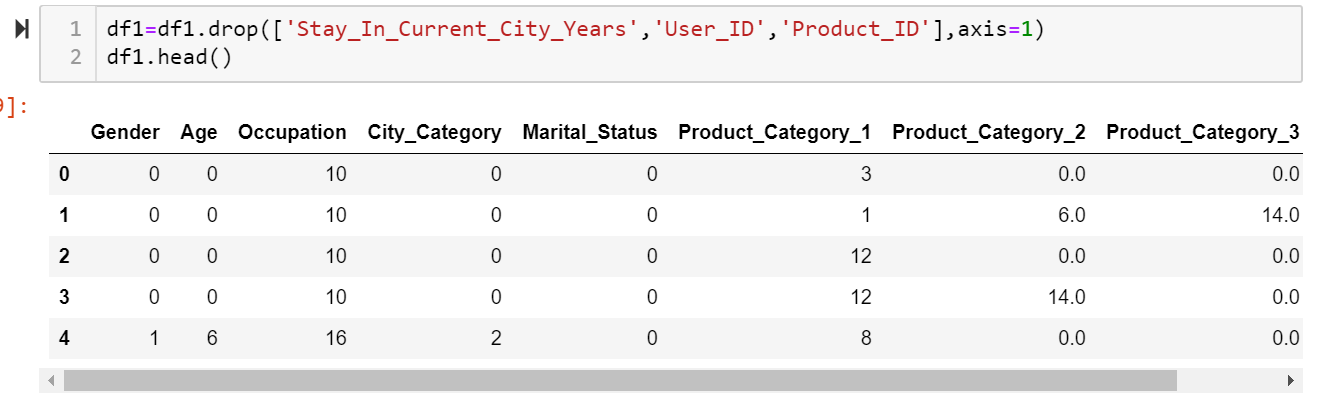 1 df1=df1.drop(['Stay_In_Current_City_Years','User_ID','Product_ID'],axis=1)
2 df1.head()
9]:
Gender Age Occupation City_Category Marital_Status Product_Category_1 Product_Category_2 Product_Category_3
0 0 0 10 0 0 3 0.0 0.0
1 0 0 10 0 0 1 6.0 14.0
2 0 0 10 0 0 12 0.0 0.0
3 0 0 10 0 0 12 14.0 0.0
4 1 6 16 2 0 8 0.0 0.0